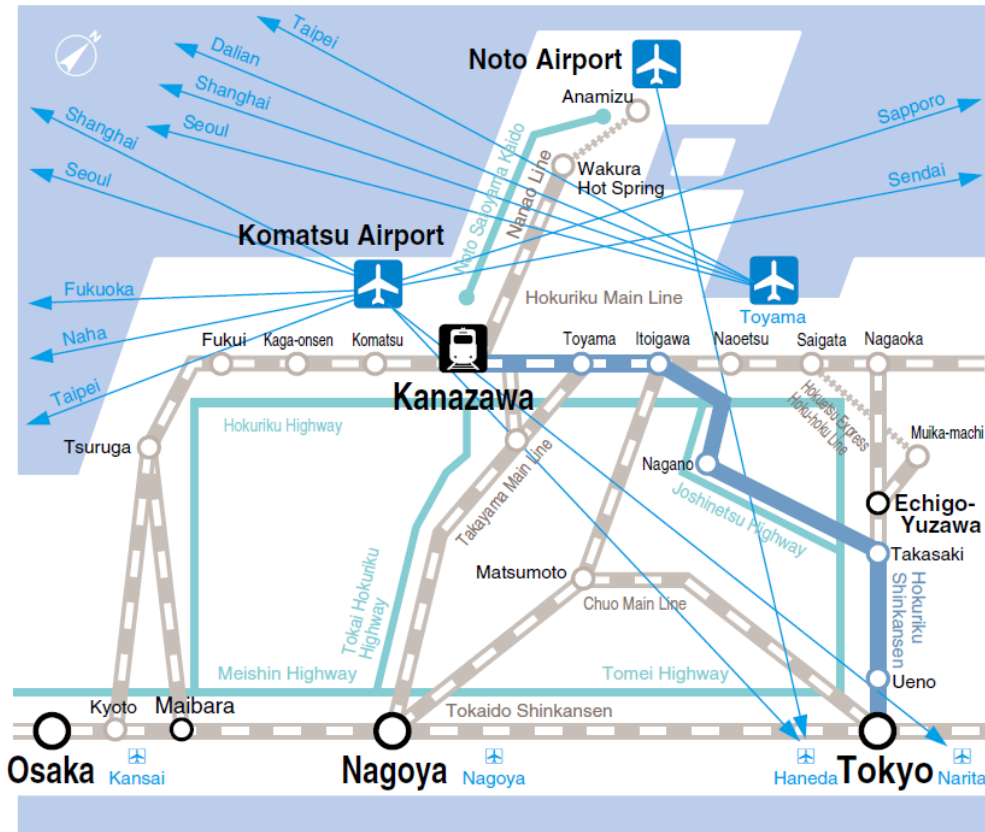 N
Taipei
Dalian
Shanghai
Seoul
Shanghai
Seoul
Noto Airport
Anamizu
Sapporo
Sendai
Noto Satoyama Kaido
Nanao Line
Wakura
Hot Spring
Komatsu Airport
Fukuoka
Naha
Taipei
Hokuriku Main Line
Toyama
Fukui
Kaga-onsen
Komatsu
Kanazawa
Toyama
Itoigawa
Naoetsu
Saigata
Nagaoka
Hokuriku Highway
Tsuruga
Takayama Main Line
Nagano
Hokuetsu Express
Hoku-hoku Line
Muika-machi
Joshinetsu Highway
Echigo-
Yuzawa
Takasaki
Matsumoto
Chuo Main Line
Hokuriku
Shinkansen
Tokai Hokuriku
Highway
Meishin Highway
Tomei Highway
Ueno
Kyoto
Maibara
Tokaido Shinkansen
Osaka
Kansai
Nagoya
Nagoya
Haneda
Tokyo
Narita